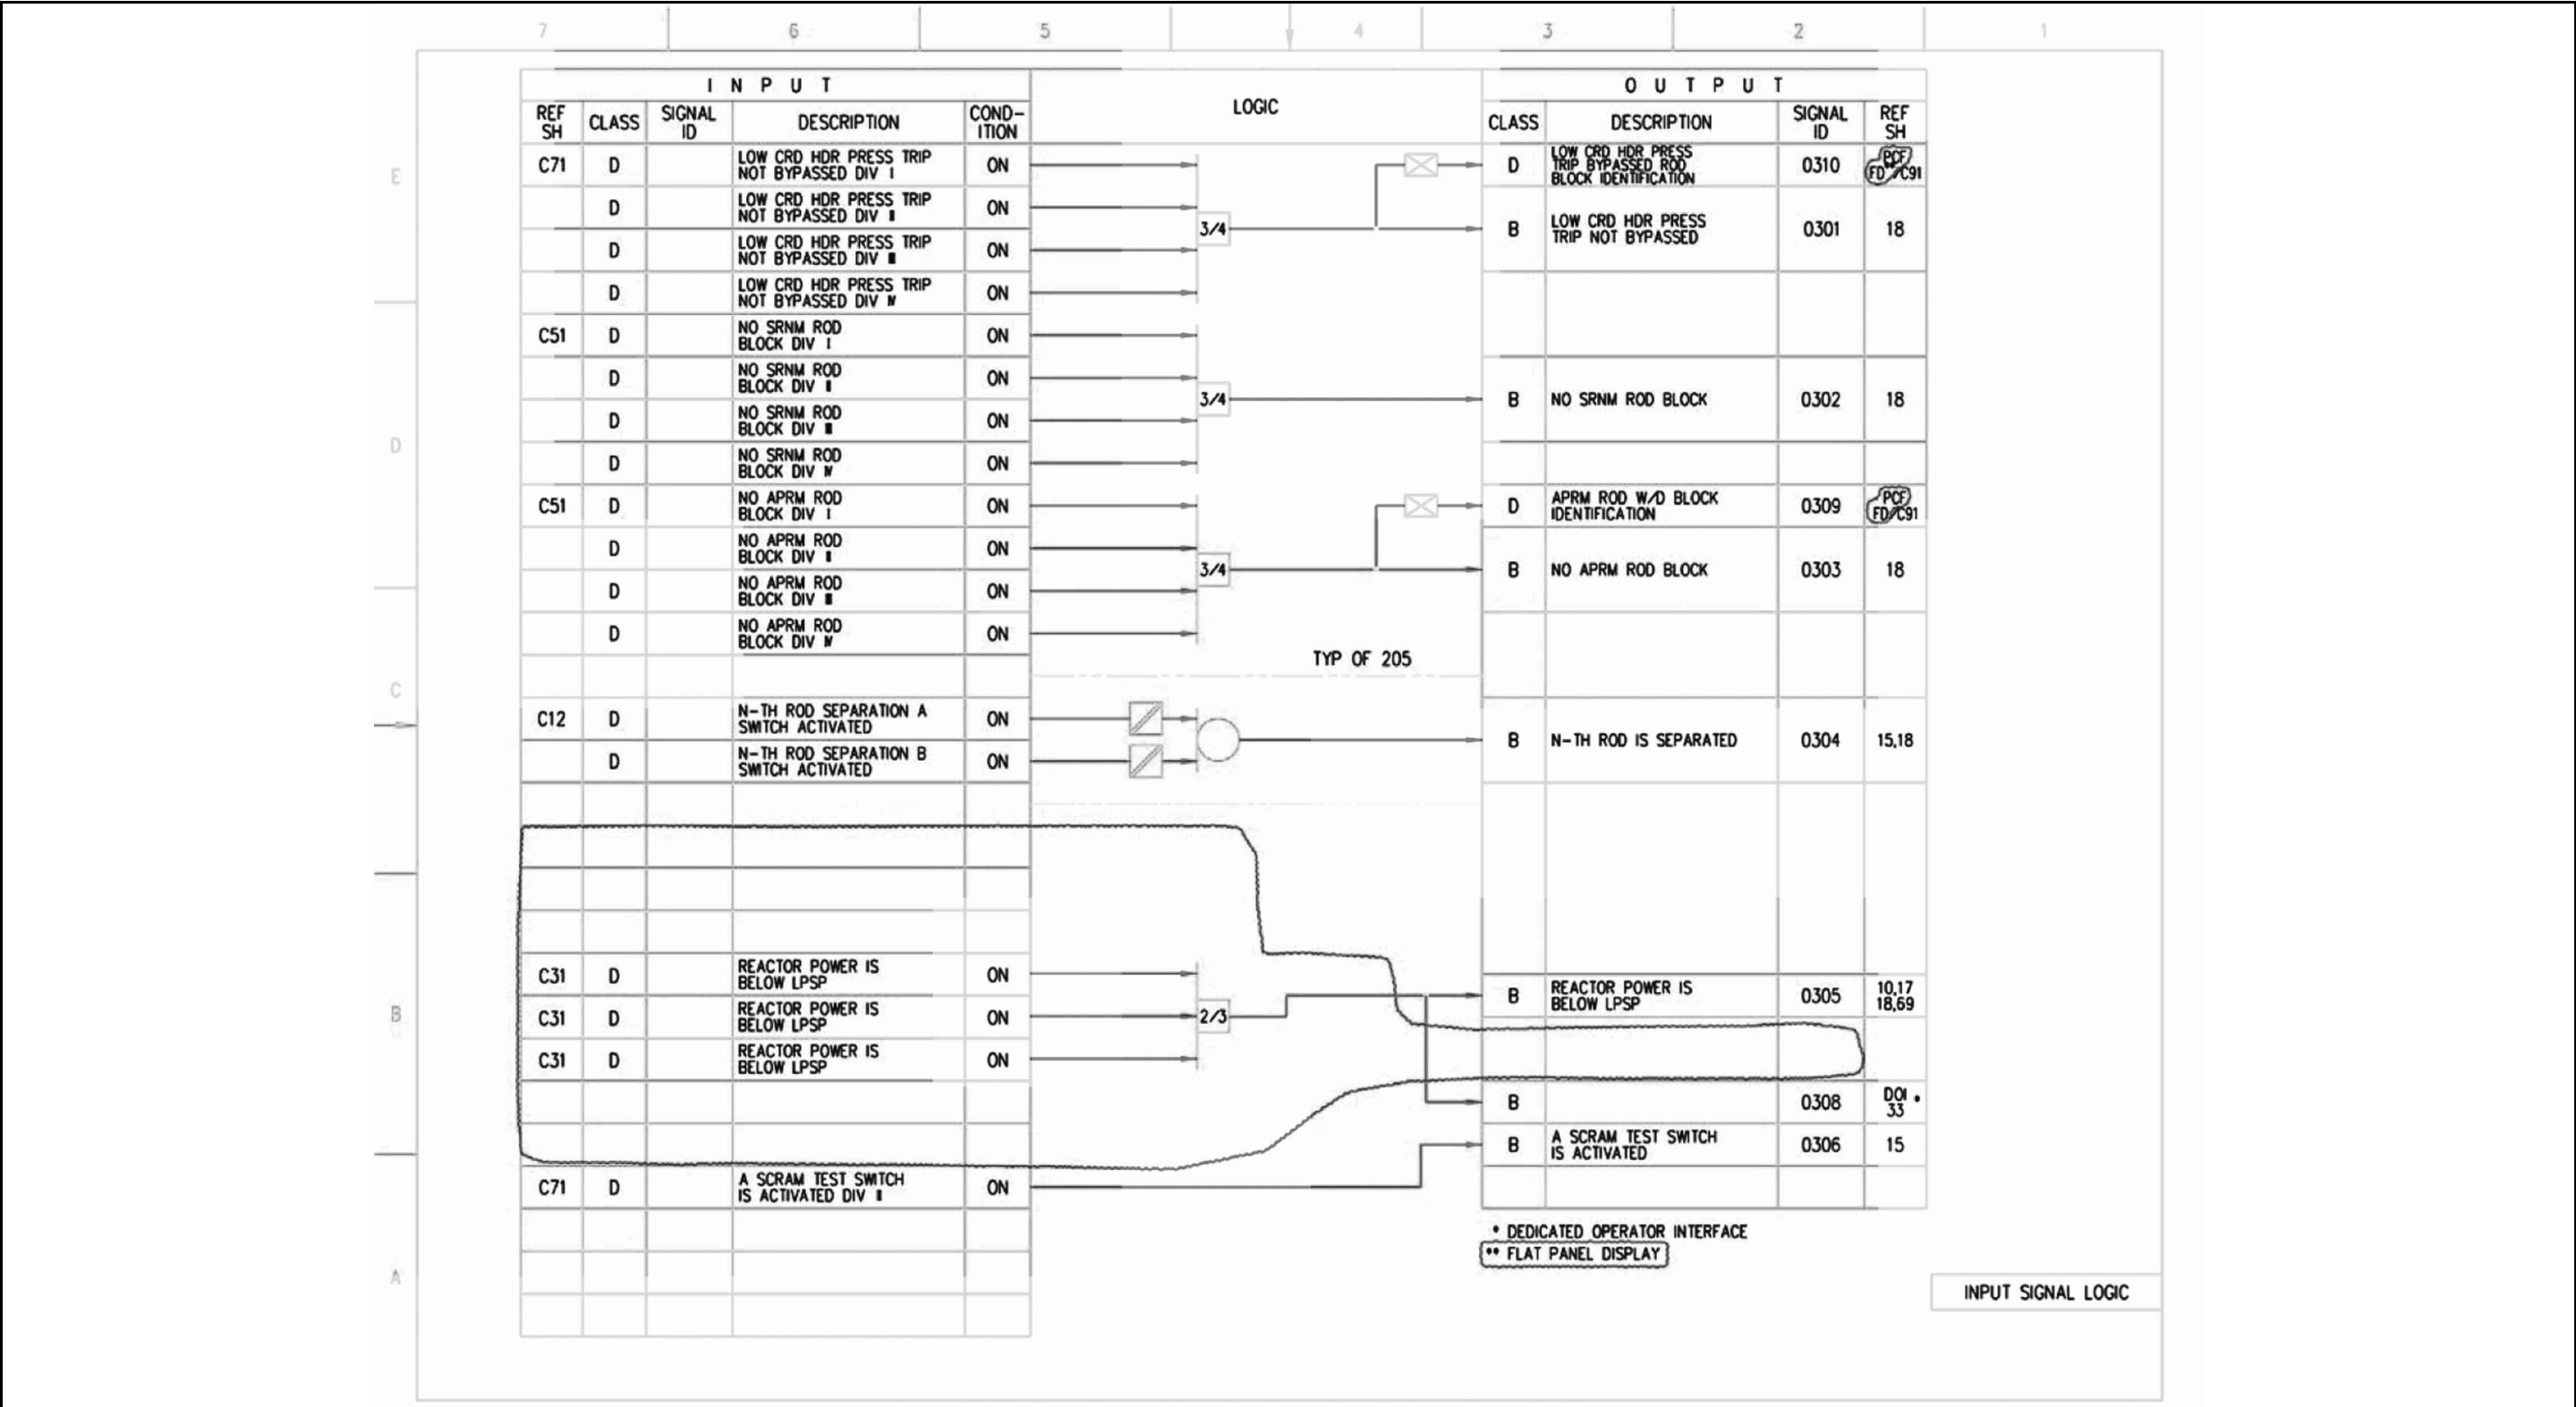 7 6 5 4 3 2 1
I N P U T
LOGIC
O U T P U T
REF SH CLASS SIGNAL ID DESCRIPTION COND-ITION
CLASS DESCRIPTION SIGNAL ID REF SH
E
C71 D LOW CRD HDR PRESS TRIP
NOT BYPASSED DIV I ON
D LOW CRD HDR PRESS
TRIP BYPASSED ROD
BLOCK IDENTIFICATION 0310 PCF
FD**/C91
D LOW CRD HDR PRESS TRIP
NOT BYPASSED DIV II ON
3/4
B LOW CRD HDR PRESS
TRIP NOT BYPASSED 0301 18
D LOW CRD HDR PRESS TRIP
NOT BYPASSED DIV III ON
D LOW CRD HDR PRESS TRIP
NOT BYPASSED DIV IV ON
C51 D NO SRNM ROD
BLOCK DIV I ON
D NO SRNM ROD
BLOCK DIV II ON
3/4
B NO SRNM ROD BLOCK 0302 18
D NO SRNM ROD
BLOCK DIV III ON
D
D NO SRNM ROD
BLOCK DIV IV ON
C51 D NO APRM ROD
BLOCK DIV I ON
D APRM ROD W/D BLOCK
IDENTIFICATION 0309 PCF
FD/C91
D NO APRM ROD
BLOCK DIV II ON
3/4
B NO APRM ROD BLOCK 0303 18
D NO APRM ROD
BLOCK DIV III ON
D NO APRM ROD
BLOCK DIV IV ON
TYP OF 205
C
C12 D N-TH ROD SEPARATION A
SWITCH ACTIVATED ON
B N-TH ROD IS SEPARATED 0304 15,18
D N-TH ROD SEPARATION B
SWITCH ACTIVATED ON
C31 D REACTOR POWER IS
BELOW LPSP ON
B REACTOR POWER IS
BELOW LPSP 0305 10,17
18,69
B
C31 D REACTOR POWER IS
BELOW LPSP ON
2/3
C31 D REACTOR POWER IS
BELOW LPSP ON
B 0308 DOI *
33
B A SCRAM TEST SWITCH
IS ACTIVATED 0306 15
C71 D A SCRAM TEST SWITCH
IS ACTIVATED DIV II ON
* DEDICATED OPERATOR INTERFACE
** FLAT PANEL DISPLAY
A
INPUT SIGNAL LOGIC